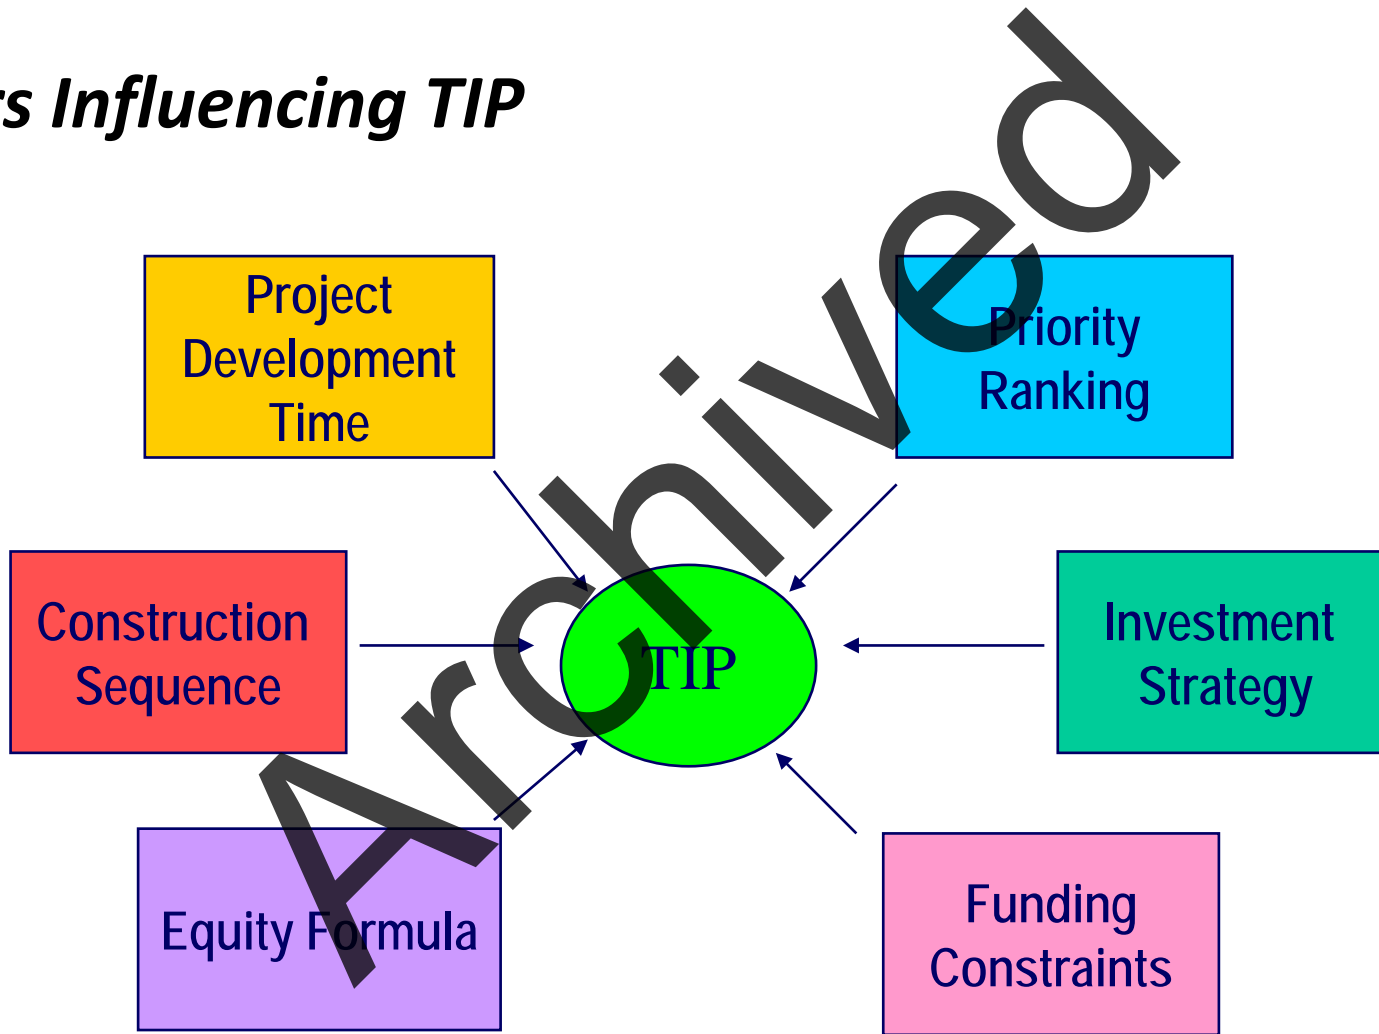 rs Influencing TIP
Project
Development
Time
Priority
Ranking
Construction
Sequence
TIP
Investment
Strategy
Equity Formula
Funding
Constraints
Archived